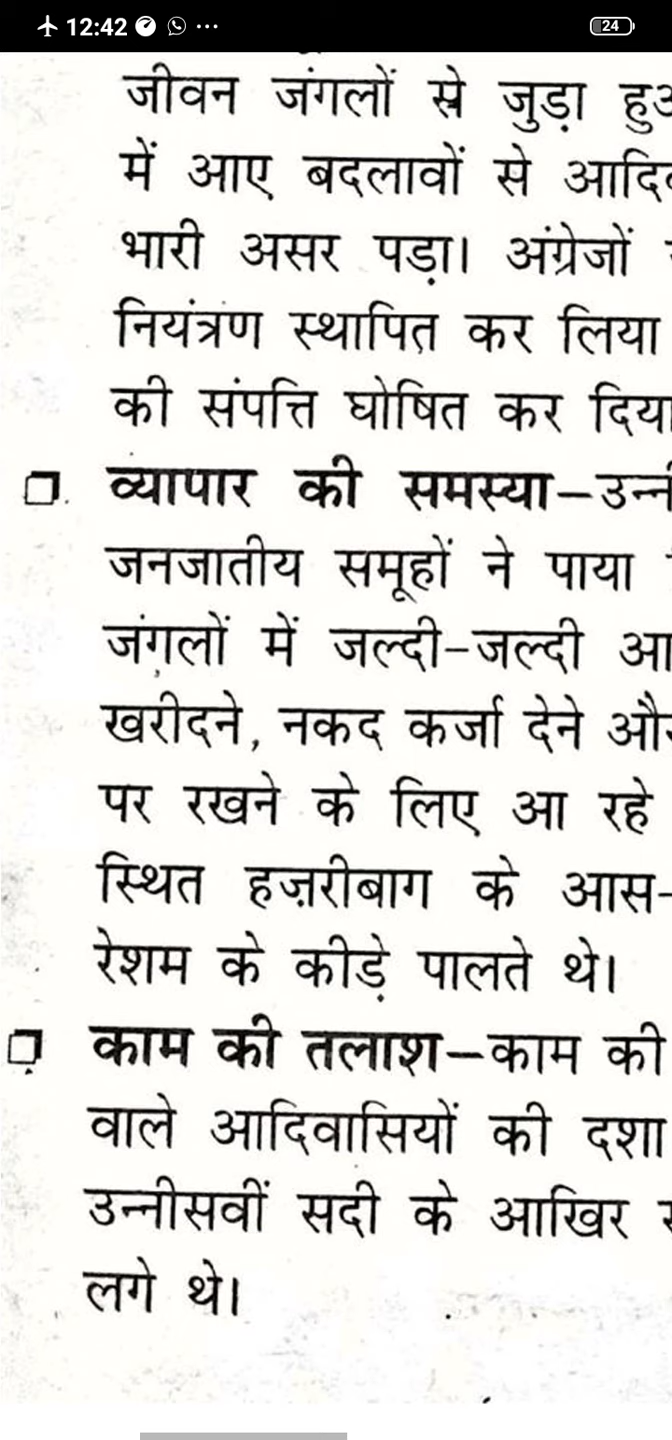 12:42
24
जीवन जंगलों से जुड़ा
में आए बदलावों से
भारी असर पड़ा। अंग्रेजों
नियंत्रण स्थापित कर लिया
की संपत्ति घोषित कर दिया
व्यापार की समस्या–
जनजातीय समूहों ने पाया
जंगलों में जल्दी-जल्दी
खरीदने, नकद कर्जा देने
पर रखने के लिए आ रहे
स्थित हज़रीबाग के आस-
रेशम के कीड़े पालते थे।
काम की तलाश–काम की
वाले आदिवासियों की दशा
उन्नीसवीं सदी के आखिर
लगे थे।